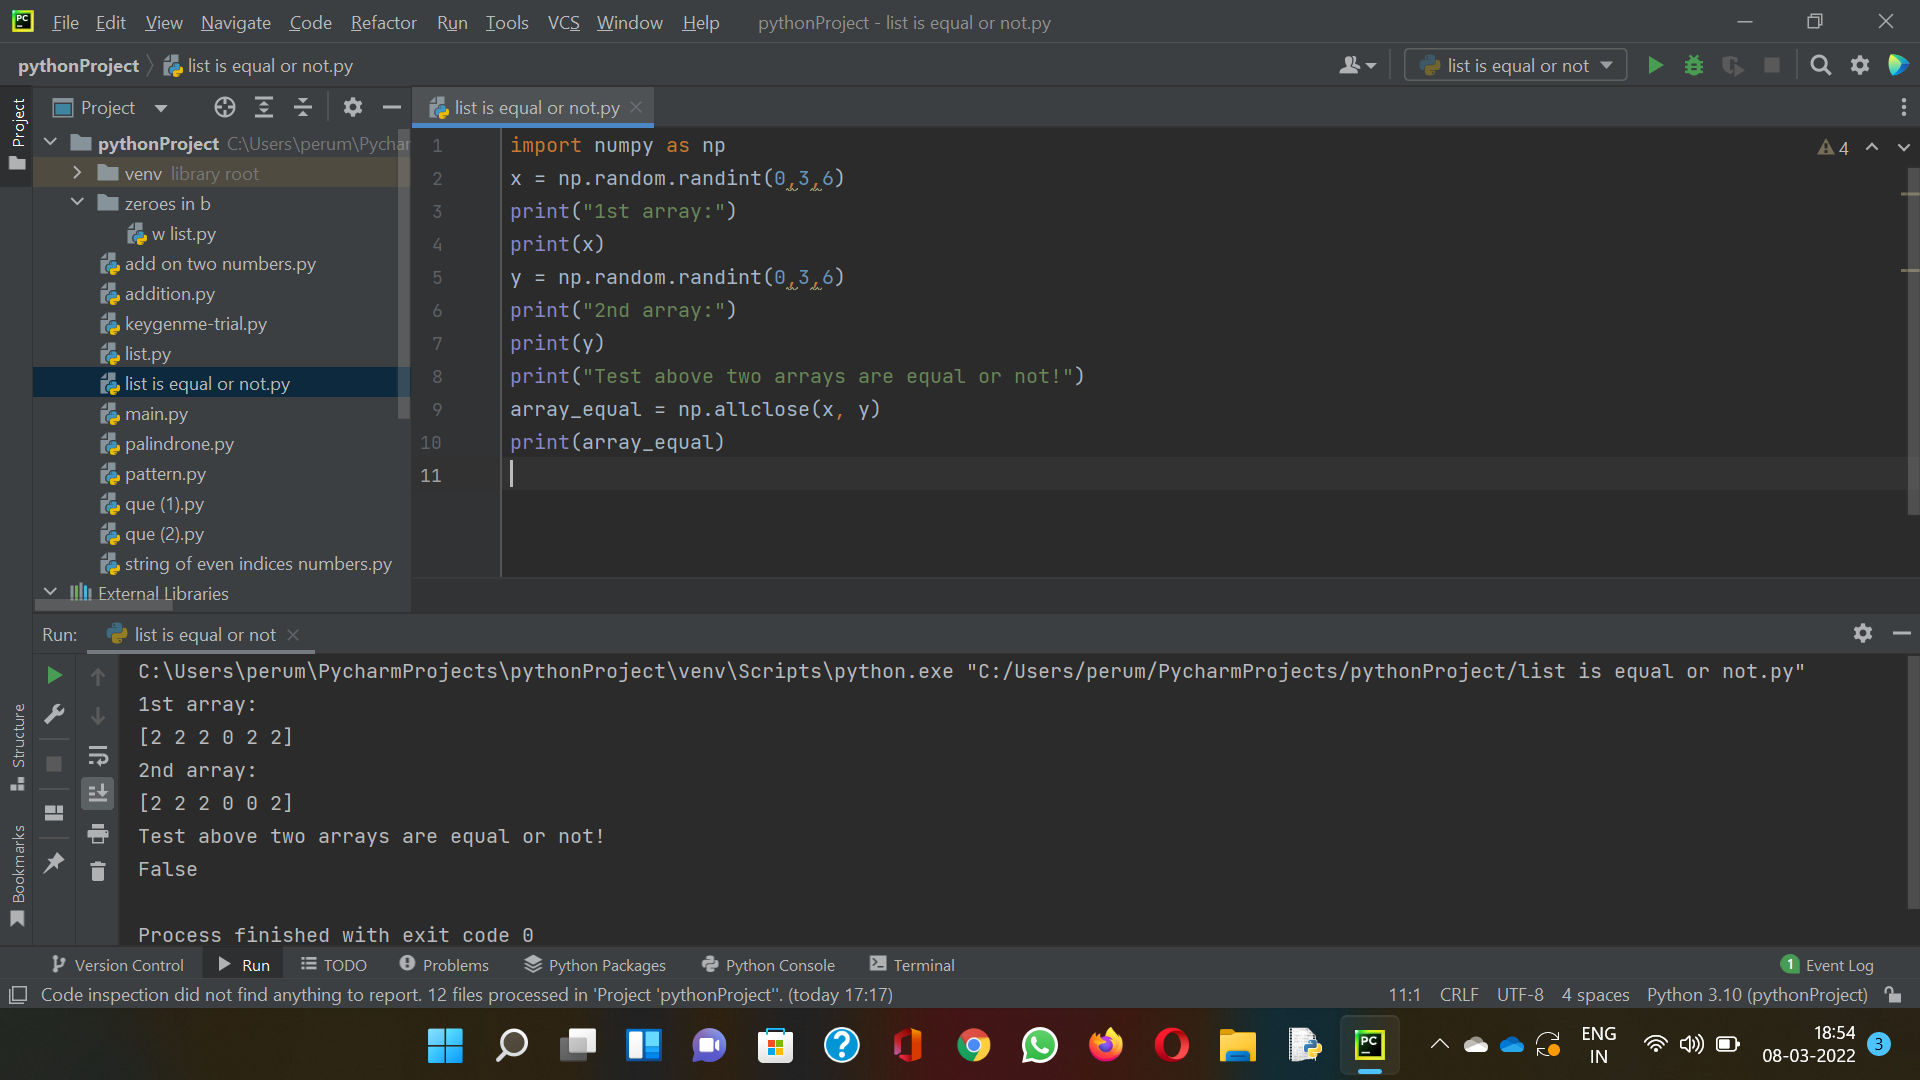 File Edit View Navigate Code Refactor Run Tools VCS Window Help pythonProject - list is equal or not.py
pythonProject list is equal or not.py list is equal or not
Project
Project
list is equal or not.py
pythonProject C:\Users\perum\Pychar
venv library root
zeroes in b
w list.py
add on two numbers.py
addition.py
keygenme-trial.py
list.py
list is equal or not.py
main.py
palindrone.py
pattern.py
que (1).py
que (2).py
string of even indices numbers.py
External Libraries
4
1 import numpy as np
2 x = np.random.randint(0,3,6)
3 print("1st array:")
4 print(x)
5 y = np.random.randint(0,3,6)
6 print("2nd array:")
7 print(y)
8 print("Test above two arrays are equal or not!")
9 array_equal = np.allclose(x, y)
10 print(array_equal)
11
Run: list is equal or not
C:\Users\perum\PycharmProjects\pythonProject\venv\Scripts\python.exe "C:/Users/perum/PycharmProjects/pythonProject/list is equal or not.py"
1st array:
[2 2 2 0 2 2]
2nd array:
[2 2 2 0 0 2]
Test above two arrays are equal or not!
False
Process finished with exit code 0
Structure
Bookmarks
Version Control Run TODO Problems Python Packages Python Console Terminal 1 Event Log
Code inspection did not find anything to report. 12 files processed in 'Project 'pythonProject''. (today 17:17) 11:1 CRLF UTF-8 4 spaces Python 3.10 (pythonProject)
PC
ENG
IN
18:54
08-03-2022
3